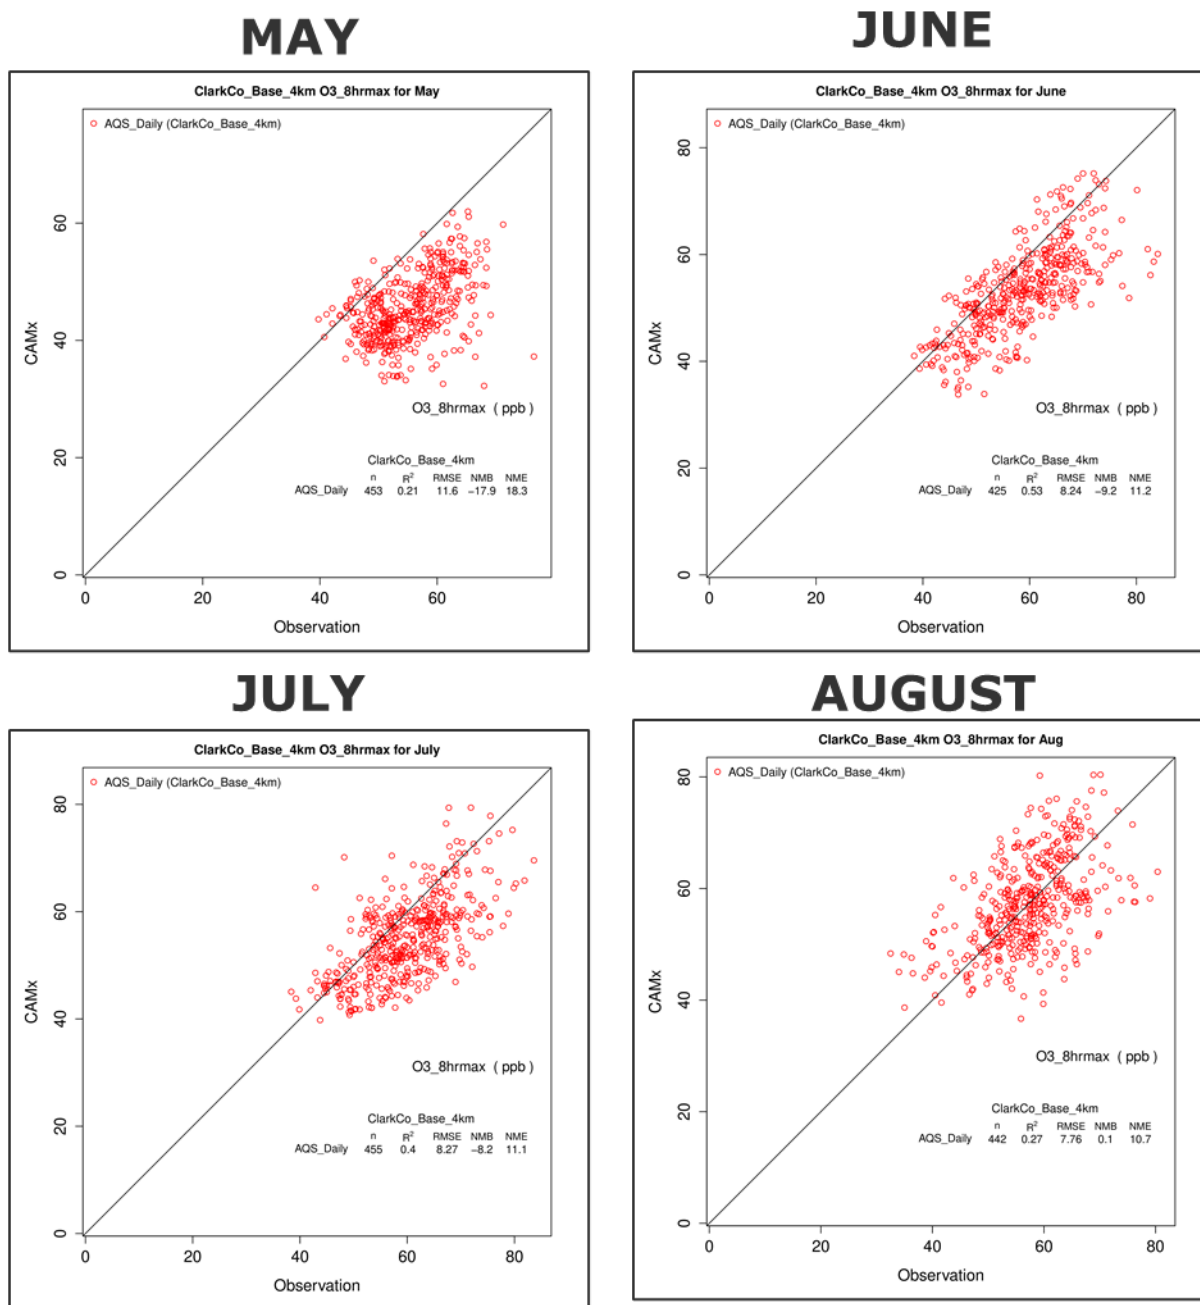 MAY
ClarkCo_Base_4km O3_8hrmax for May
AQS_Daily (ClarkCo_Base_4km)
60
40
20
0
CAMx
O3_8hrmax ( ppb )
ClarkCo_Base_4km
n R² RMSE NMB NME
AQS_Daily 453 0.21 11.6 −17.9 18.3
0 20 40 60
Observation
JUNE
ClarkCo_Base_4km O3_8hrmax for June
AQS_Daily (ClarkCo_Base_4km)
80
60
40
20
0
CAMx
O3_8hrmax ( ppb )
ClarkCo_Base_4km
n R² RMSE NMB NME
AQS_Daily 425 0.53 8.24 −9.2 11.2
0 20 40 60 80
Observation
JULY
ClarkCo_Base_4km O3_8hrmax for July
AQS_Daily (ClarkCo_Base_4km)
80
60
40
20
0
CAMx
O3_8hrmax ( ppb )
ClarkCo_Base_4km
n R² RMSE NMB NME
AQS_Daily 455 0.4 8.27 −8.2 11.1
0 20 40 60 80
Observation
AUGUST
ClarkCo_Base_4km O3_8hrmax for Aug
AQS_Daily (ClarkCo_Base_4km)
80
60
40
20
0
CAMx
O3_8hrmax ( ppb )
ClarkCo_Base_4km
n R² RMSE NMB NME
AQS_Daily 442 0.27 7.76 0.1 10.7
0 20 40 60 80
Observation